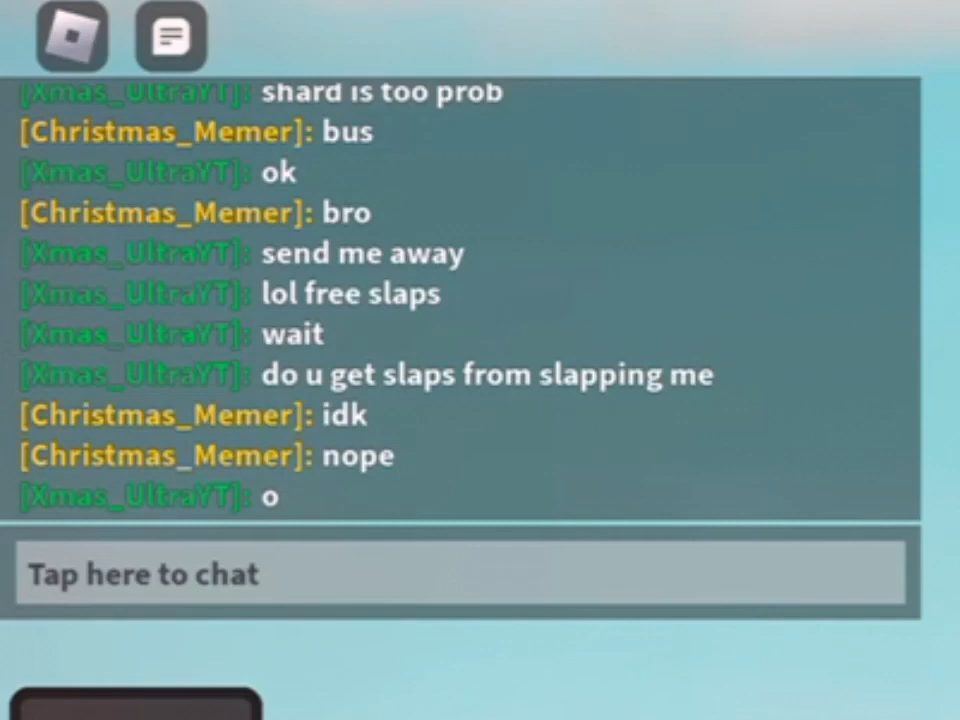 [Xmas_UltraYT]: shard is too prob
[Christmas_Memer]: bus
[Xmas_UltraYT]: ok
[Christmas_Memer]: bro
[Xmas_UltraYT]: send me away
[Xmas_UltraYT]: lol free slaps
[Xmas_UltraYT]: wait
[Xmas_UltraYT]: do u get slaps from slapping me
[Christmas_Memer]: idk
[Christmas_Memer]: nope
[Xmas_UltraYT]: o
Tap here to chat